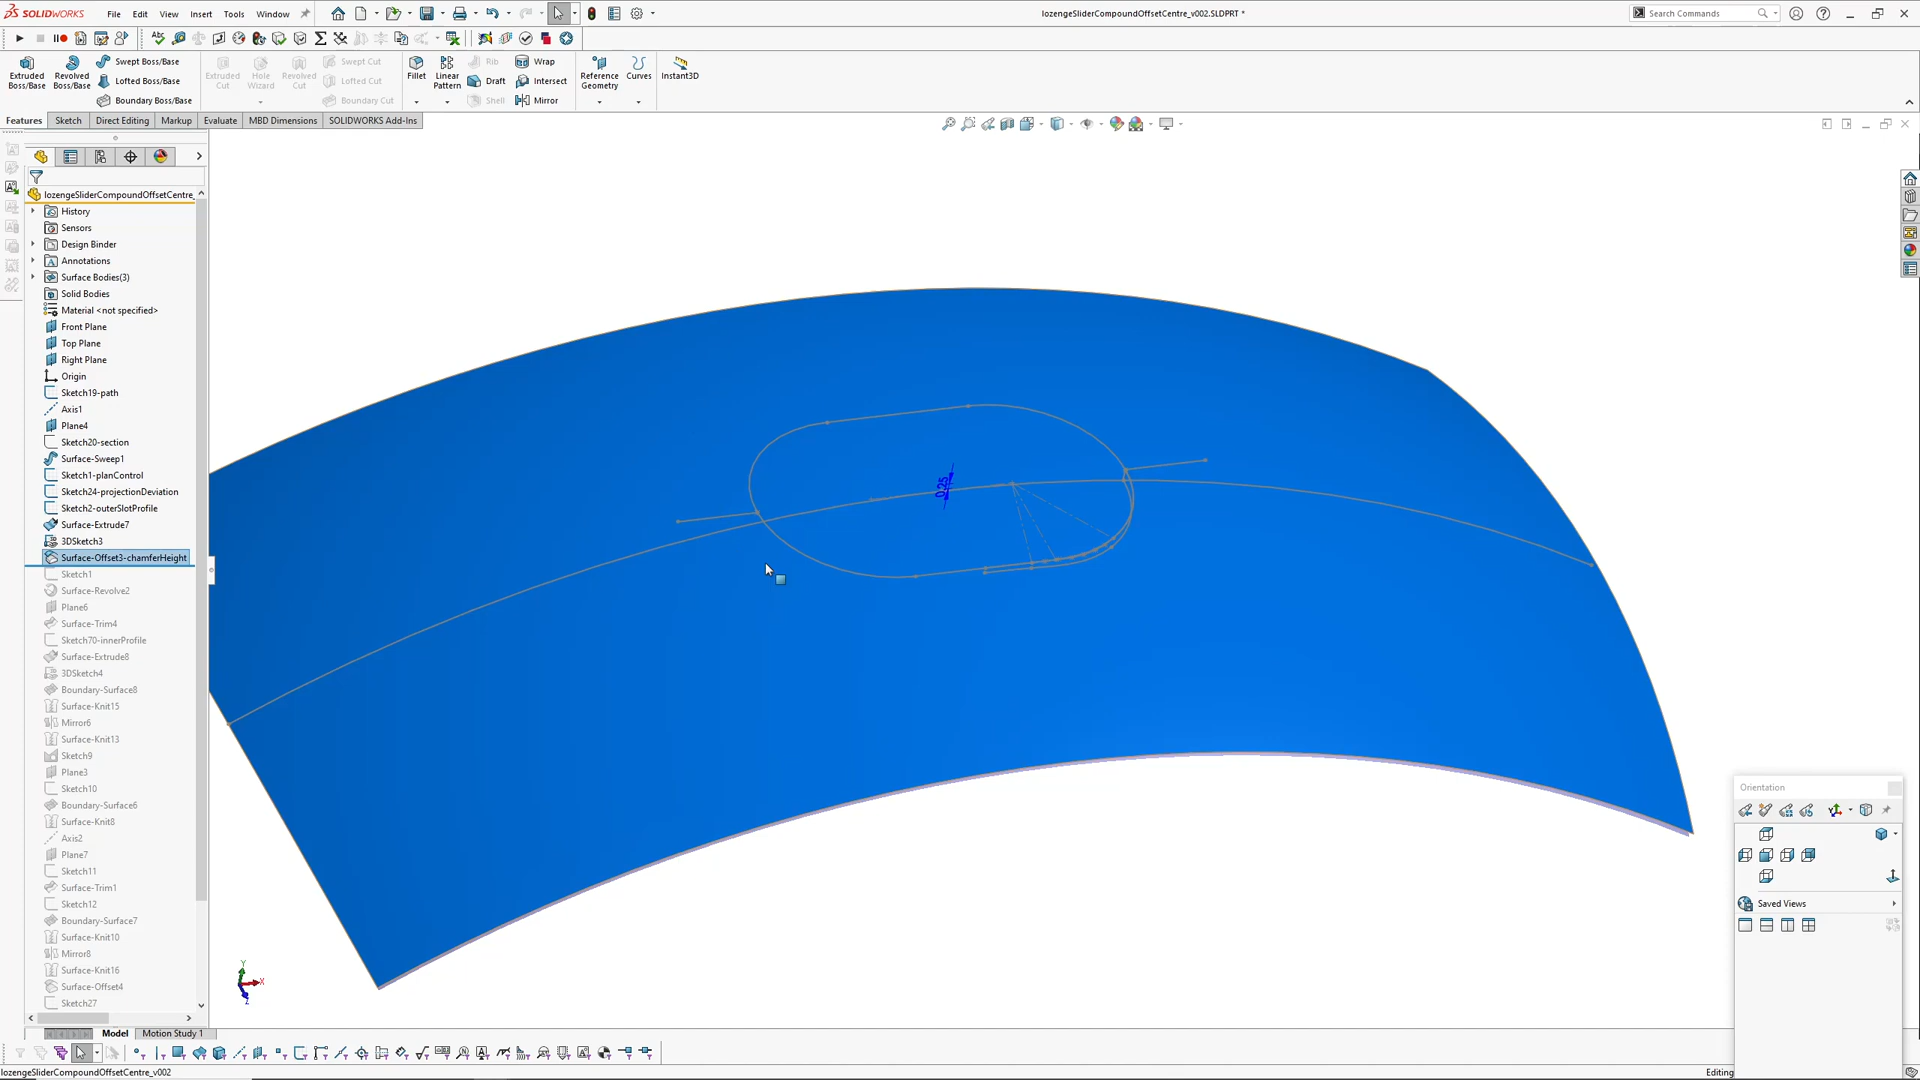 SOLIDWORKS File Edit View Insert Tools Window lozengeSliderCompoundOffsetCentre_v002.SLDPRT * Search Commands
Extruded Boss/Base
Revolved Boss/Base
Swept Boss/Base
Lofted Boss/Base
Boundary Boss/Base
Extruded Cut
Hole Wizard
Revolved Cut
Swept Cut
Lofted Cut
Boundary Cut
Fillet
Linear Pattern
Rib
Draft
Shell
Wrap
Intersect
Mirror
Reference Geometry
Curves
Instant3D
Features Sketch Direct Editing Markup Evaluate MBD Dimensions SOLIDWORKS Add-Ins
lozengeSliderCompoundOffsetCentre_
History
Sensors
Design Binder
Annotations
Surface Bodies(3)
Solid Bodies
Material <not specified>
Front Plane
Top Plane
Right Plane
Origin
Sketch19-path
Axis1
Plane4
Sketch20-section
Surface-Sweep1
Sketch1-planControl
Sketch24-projectionDeviation
Sketch2-outerSlotProfile
Surface-Extrude7
3DSketch3
Surface-Offset3-chamferHeight
Sketch1
Surface-Revolve2
Plane6
Surface-Trim4
Sketch70-innerProfile
Surface-Extrude8
3DSketch4
Boundary-Surface8
Surface-Knit15
Mirror6
Surface-Knit13
Sketch9
Plane3
Sketch10
Boundary-Surface6
Surface-Knit8
Axis2
Plane7
Sketch11
Surface-Trim1
Sketch12
Boundary-Surface7
Surface-Knit10
Mirror8
Surface-Knit16
Surface-Offset4
Sketch27
0.25
Y
X
Z
Orientation
Saved Views
Model Motion Study 1
lozengeSliderCompoundOffsetCentre_v002
Editing